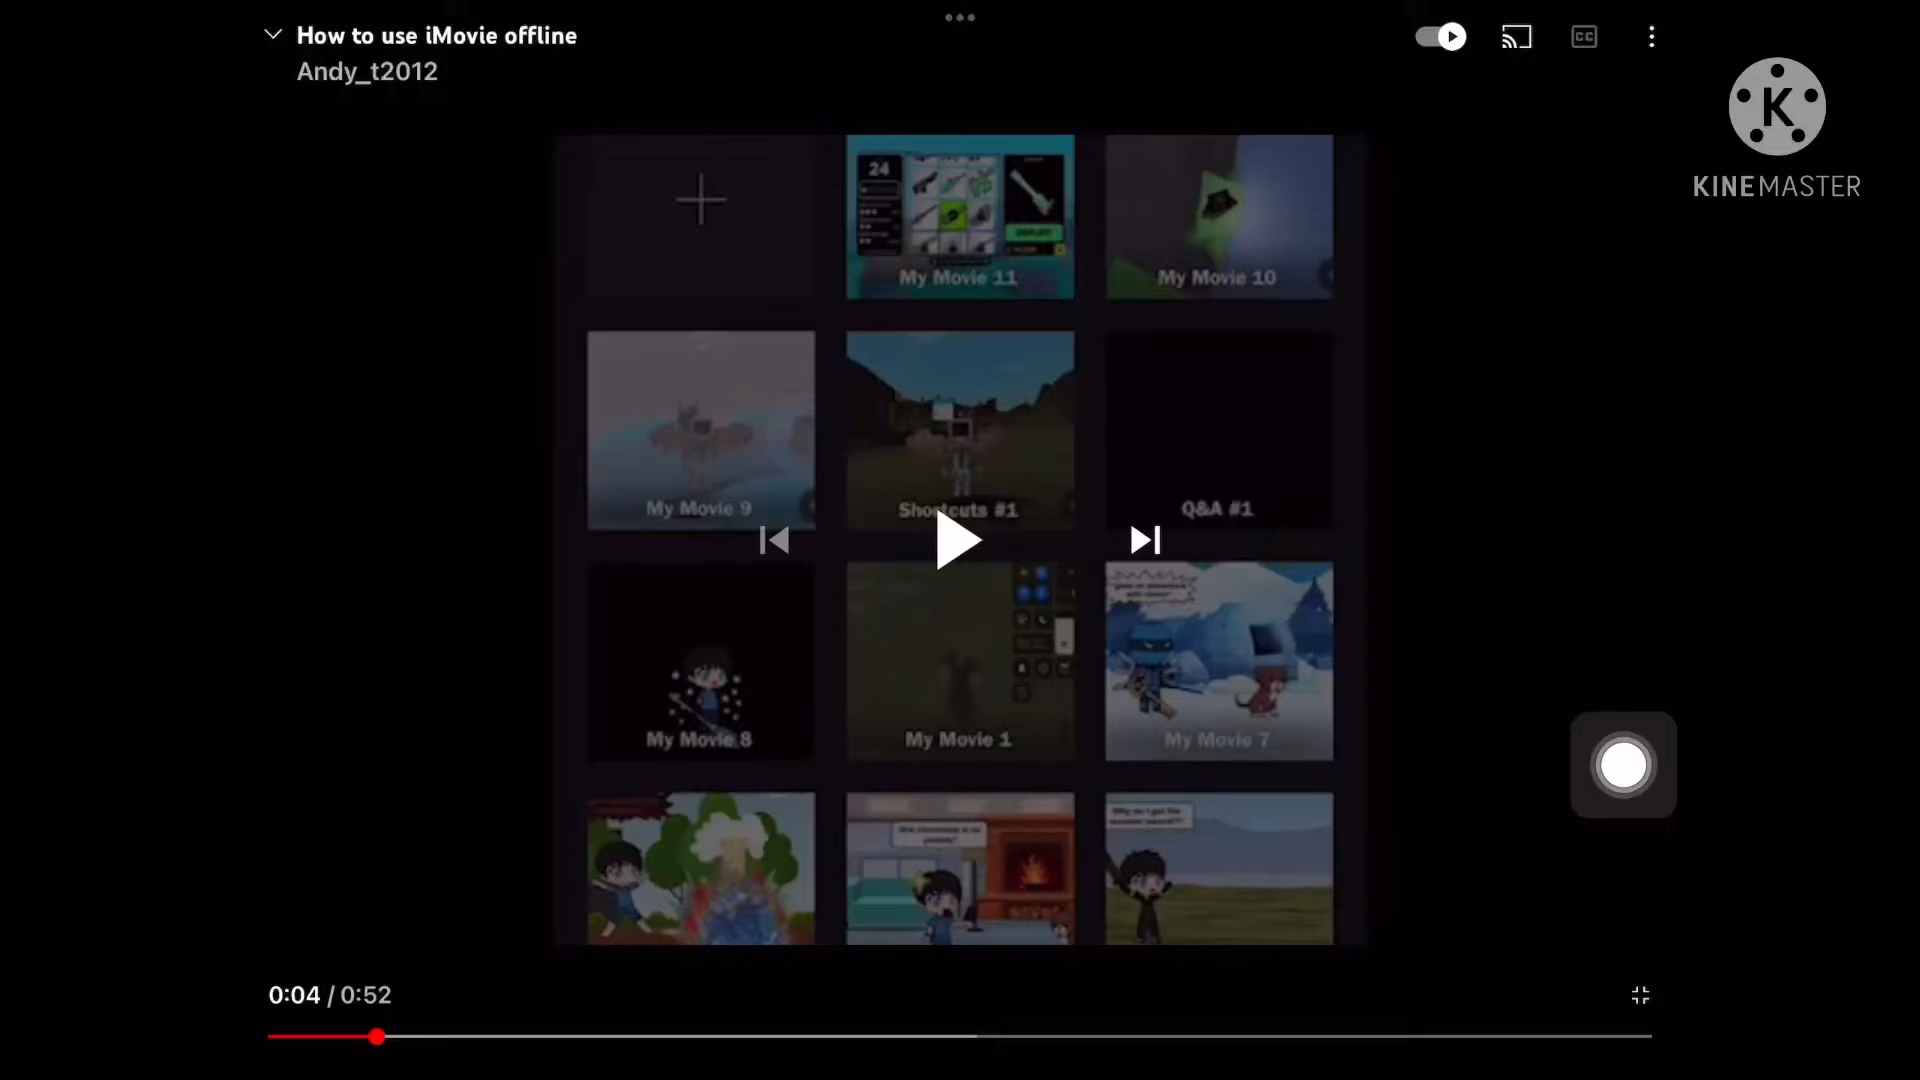 How to use iMovie offline
Andy_t2012
CC
K
KINEMASTER
24
My Movie 11
My Movie 10
My Movie 9
Shortcuts #1
Q&A #1
My Movie 8
My Movie 1
My Movie 7
0:04 / 0:52